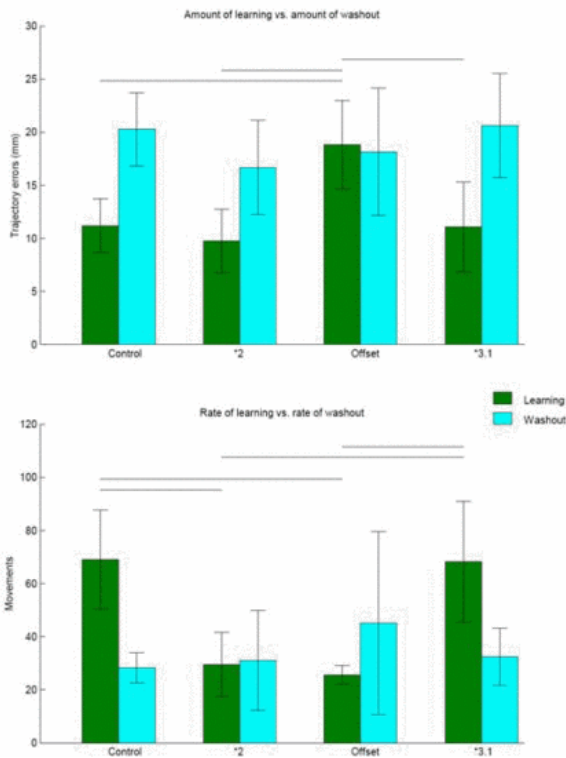 Amount of learning vs. amount of washout
30
25
20
15
10
5
0
Trajectory errors (mm)
Control *2 Offset *3.1
Learning
Washout
Rate of learning vs. rate of washout
120
100
80
60
40
20
0
Movements
Control *2 Offset *3.1